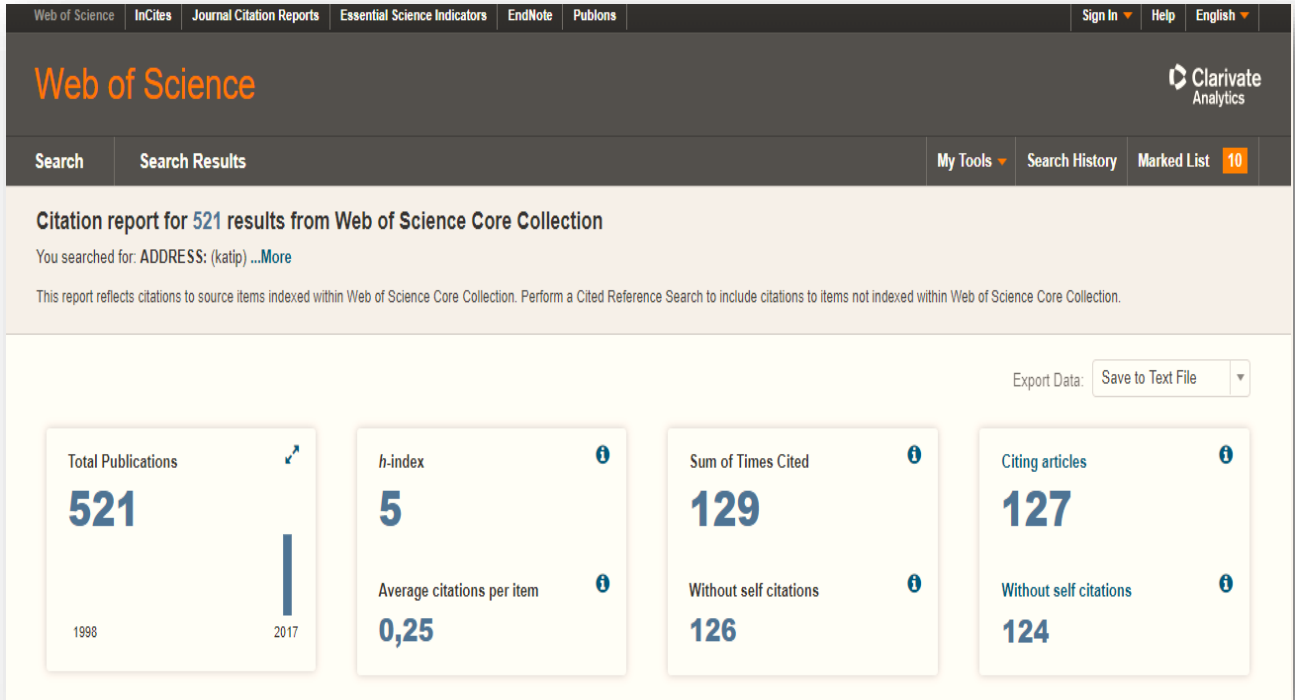 Web of Science InCites Journal Citation Reports Essential Science Indicators EndNote Publons Sign In Help English
Web of Science
Clarivate
Analytics
Search Search Results My Tools Search History Marked List 10
Citation report for 521 results from Web of Science Core Collection
You searched for: ADDRESS: (katip) ...More
This report reflects citations to source items indexed within Web of Science Core Collection. Perform a Cited Reference Search to include citations to items not indexed within Web of Science Core Collection.
Export Data: Save to Text File
Total Publications
521
1998 2017
h-index
5
Average citations per item
0,25
Sum of Times Cited
129
Without self citations
126
Citing articles
127
Without self citations
124